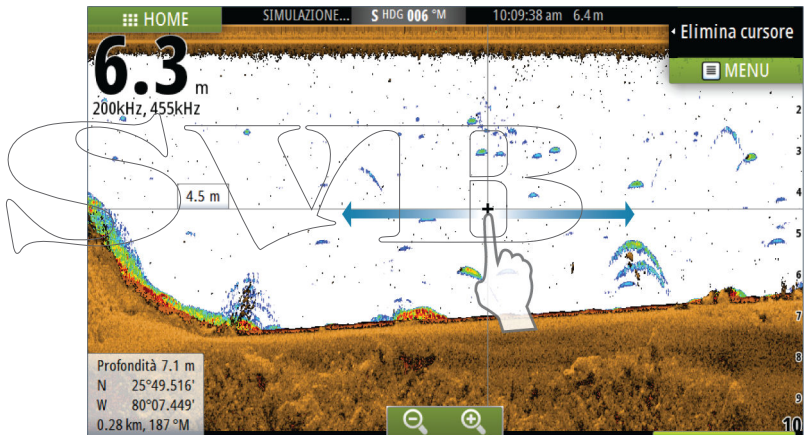 HOME
SIMULAZIONE...
S HDG 006 °M
10:09:38 am 6.4 m
Elimina cursore
MENU
6.3 m
200kHz, 455kHz
SVB
4.5 m
2
3
4
5
6
7
8
9
10
Profondità 7.1 m
N 25°49.516'
W 80°07.449'
0.28 km, 187 °M